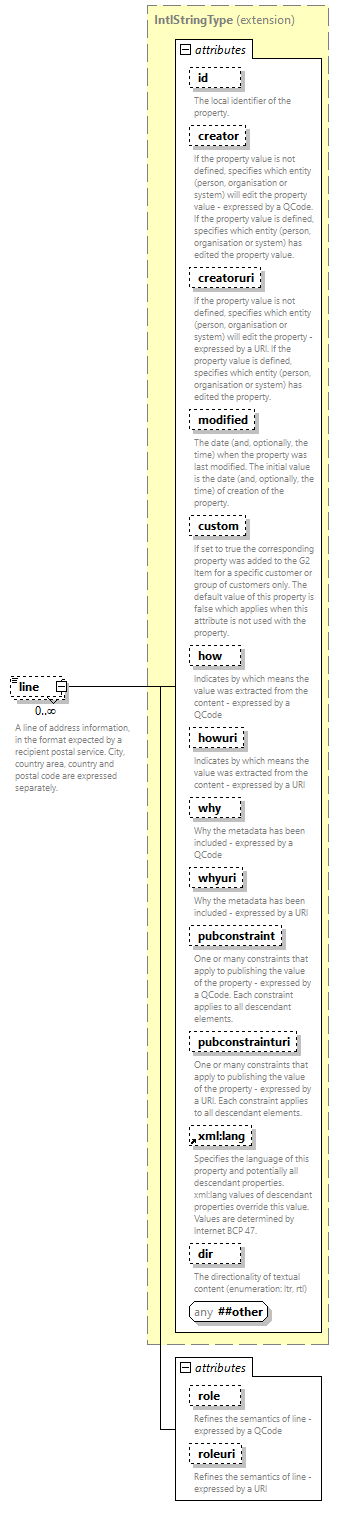 IntlStringType (extension)
attributes
id
The local identifier of the
property.
creator
If the property value is not
defined, specifies which entity
(person, organisation or
system) will edit the property
value - expressed by a QCode.
If the property value is defined,
specifies which entity (person,
organisation or system) has
edited the property value.
creatoruri
If the property value is not
defined, specifies which entity
(person, organisation or
system) will edit the property -
expressed by a URI. If the
property value is defined,
specifies which entity (person,
organisation or system) has
edited the property.
modified
The date (and, optionally, the
time) when the property was
last modified. The initial value
is the date (and, optionally, the
time) of creation of the
property.
custom
If set to true the corresponding
property was added to the G2
Item for a specific customer or
group of customers only. The
default value of this property is
false which applies when this
attribute is not used with the
property.
how
Indicates by which means the
value was extracted from the
content - expressed by a
QCode
howuri
Indicates by which means the
value was extracted from the
content - expressed by a URI
why
Why the metadata has been
included - expressed by a
QCode
whyuri
Why the metadata has been
included - expressed by a URI
pubconstraint
One or many constraints that
apply to publishing the value
of the property - expressed by
a QCode. Each constraint
applies to all descendant
elements.
pubconstrainturi
One or many constraints that
apply to publishing the value
of the property - expressed by
a URI. Each constraint applies
to all descendant elements.
xml:lang
Specifies the language of this
property and potentially all
descendant properties.
xml:lang values of descendant
properties override this value.
Values are determined by
Internet BCP 47.
dir
The directionality of textual
content (enumeration: ltr, rtl)
any ##other
line
0..∞
A line of address information,
in the format expected by a
recipient postal service. City,
country area, country and
postal code are expressed
separately.
attributes
role
Refines the semantics of line -
expressed by a QCode
roleuri
Refines the semantics of line -
expressed by a URI